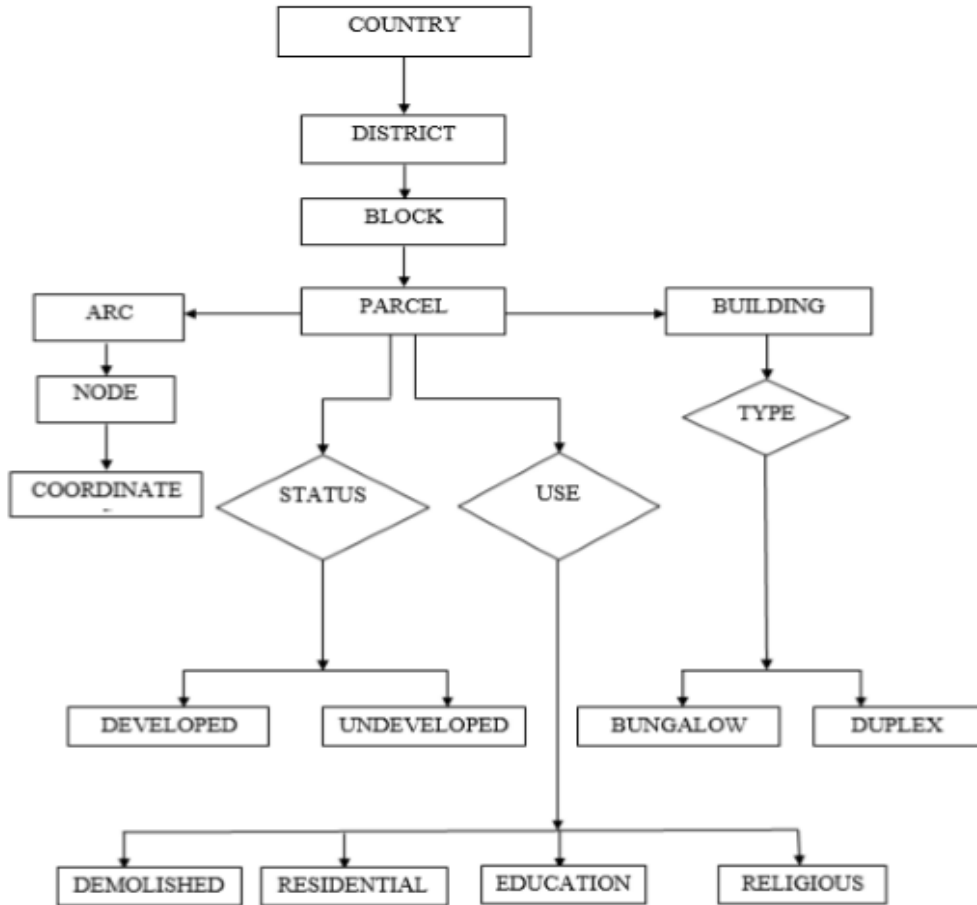 COUNTRY
DISTRICT
BLOCK
ARC
PARCEL
BUILDING
NODE
TYPE
COORDINATE
STATUS
USE
DEVELOPED
UNDEVELOPED
BUNGALOW
DUPLEX
DEMOLISHED
RESIDENTIAL
EDUCATION
RELIGIOUS